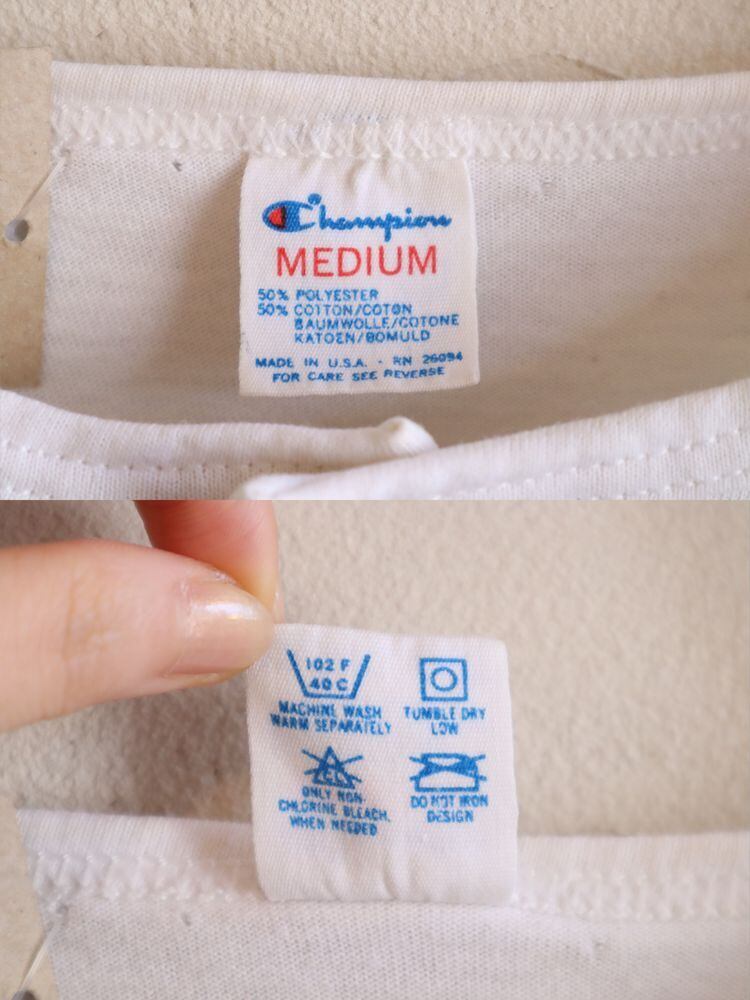 Champion
MEDIUM
50% POLYESTER
50% COTTON/COTON
BAUMWOLLE/COTONE
KATOEN/BOMULD
MADE IN U.S.A. - RN 26094
FOR CARE SEE REVERSE
102 F
40 C
MACHINE WASH
WARM SEPARATELY
TUMBLE DRY
LOW
CL
ONLY NON
CHLORINE BLEACH,
WHEN NEEDED
DO NOT IRON
DESIGN